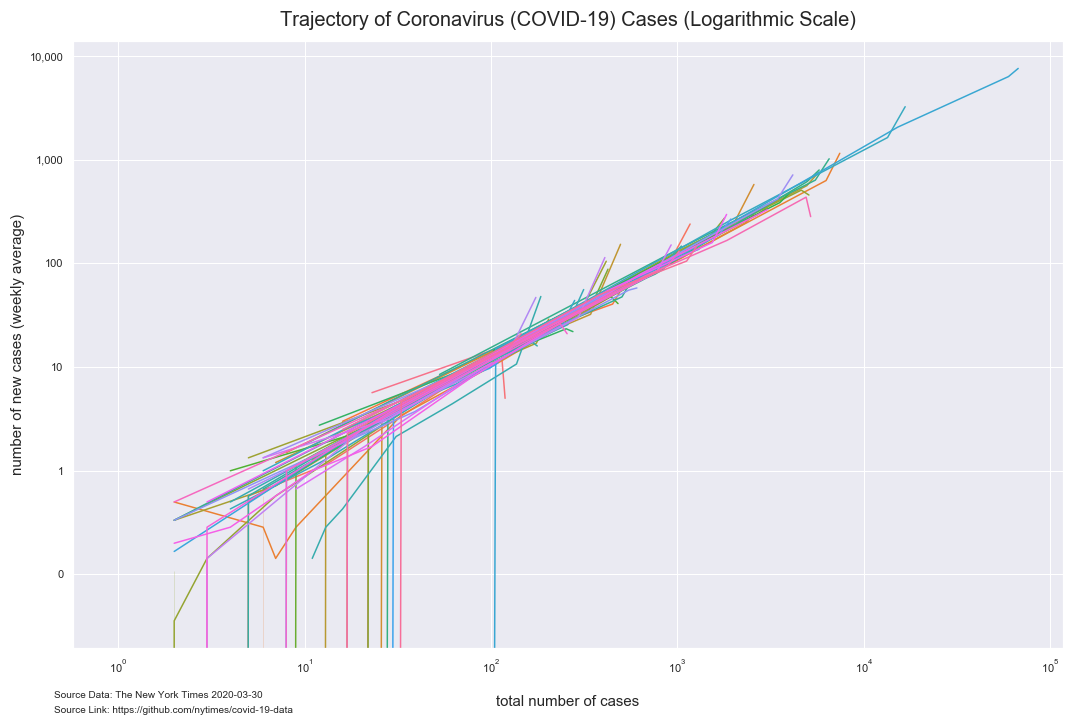 Trajectory of Coronavirus (COVID-19) Cases (Logarithmic Scale)
number of new cases (weekly average)
10,000
1,000
100
10
1
0
10⁰
10¹
10²
10³
10⁴
10⁵
total number of cases
Source Data: The New York Times 2020-03-30
Source Link: https://github.com/nytimes/covid-19-data